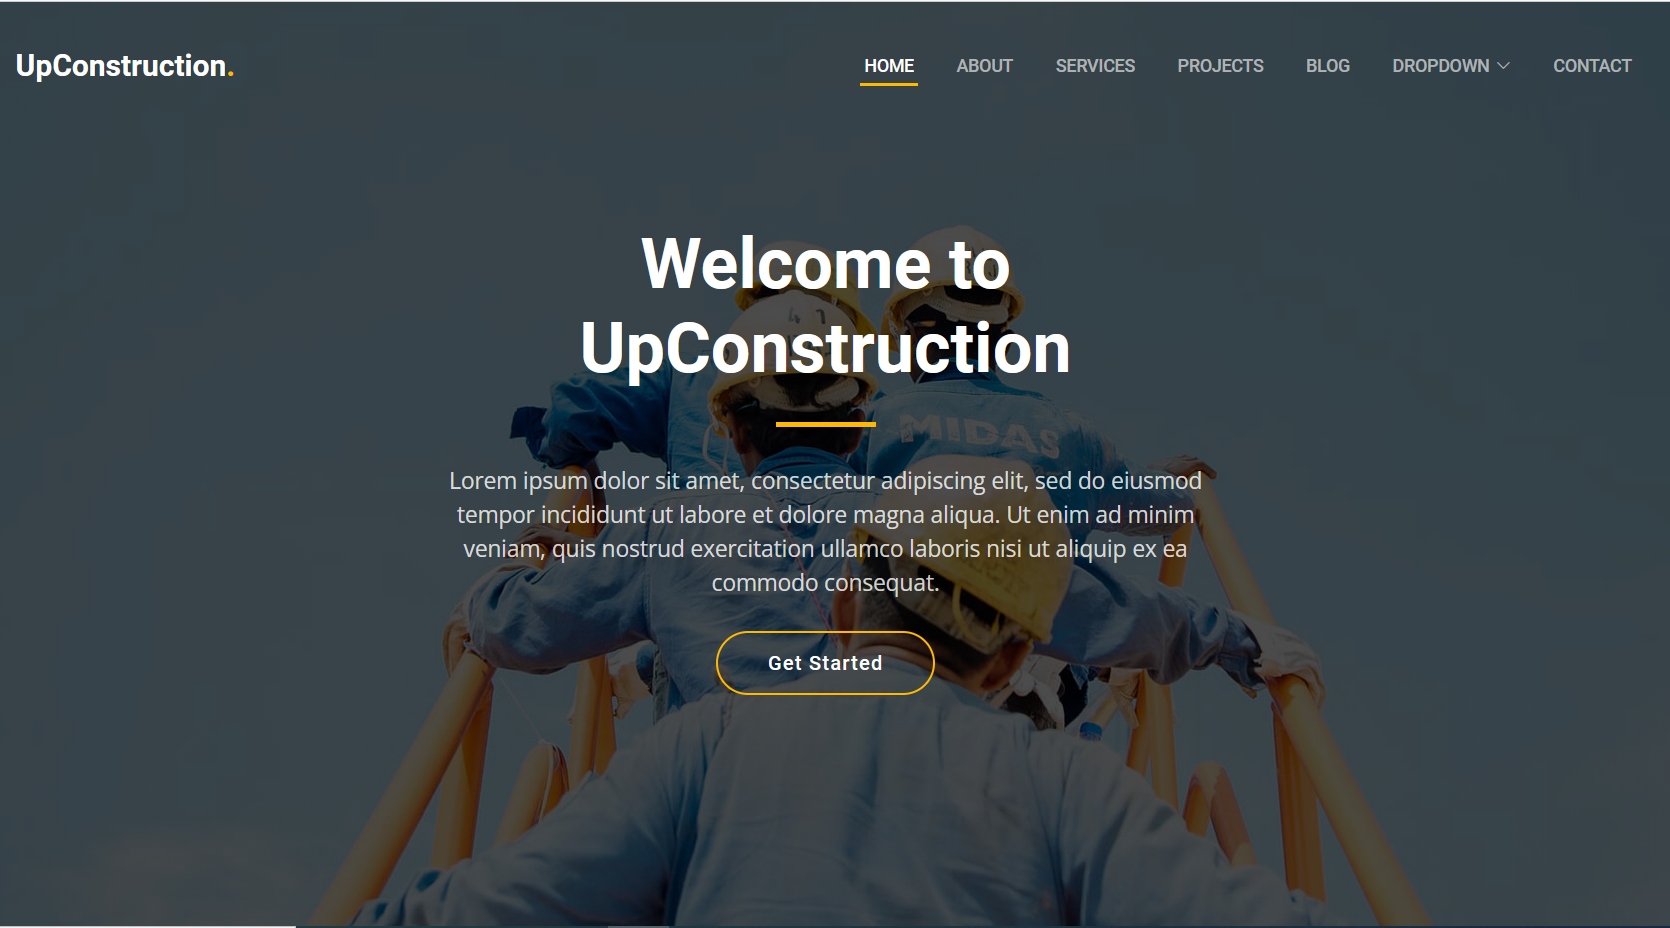 UpConstruction.
HOME ABOUT SERVICES PROJECTS BLOG DROPDOWN CONTACT
Welcome to
UpConstruction
41
MIDAS
Lorem ipsum dolor sit amet, consectetur adipiscing elit, sed do eiusmod
tempor incididunt ut labore et dolore magna aliqua. Ut enim ad minim
veniam, quis nostrud exercitation ullamco laboris nisi ut aliquip ex ea
commodo consequat.
Get Started